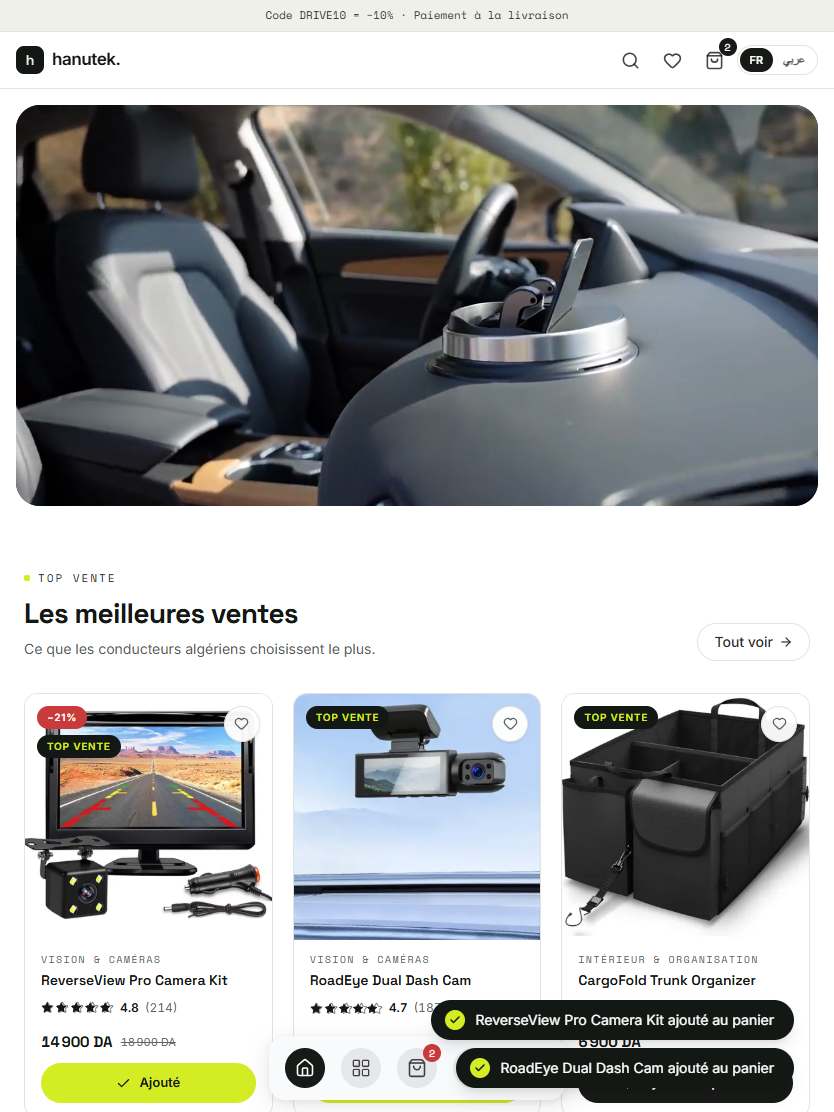 Code DRIVE10 = −10% · Paiement à la livraison
h hanutek.
2
FR عربي
TOP VENTE
Les meilleures ventes
Ce que les conducteurs algériens choisissent le plus.
Tout voir →
−21%
TOP VENTE
TOP VENTE
TOP VENTE
VISION & CAMÉRAS
ReverseView Pro Camera Kit
4.8 (214)
14 900 DA 18 900 DA
Ajouté
VISION & CAMÉRAS
RoadEye Dual Dash Cam
4.7
INTÉRIEUR & ORGANISATION
CargoFold Trunk Organizer
6 900 DA
ReverseView Pro Camera Kit ajouté au panier
2
RoadEye Dual Dash Cam ajouté au panier